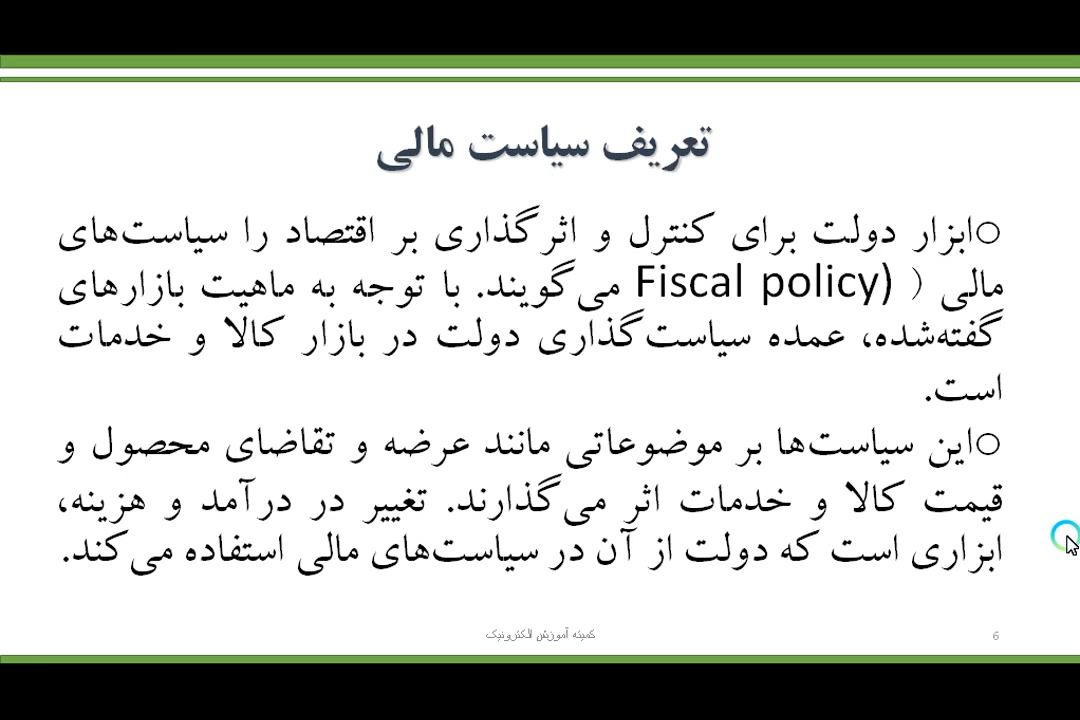 تعریف سیاست مالی
○ابزار دولت برای کنترل و اثرگذاری بر اقتصاد را سیاست‌های
مالی ( Fiscal policy) می‌گویند. با توجه به ماهیت بازارهای
گفته‌شده، عمده سیاست‌گذاری دولت در بازار کالا و خدمات
است.
○این سیاست‌ها بر موضوعاتی مانند عرضه و تقاضای محصول و
قیمت کالا و خدمات اثر می‌گذارند. تغییر در درآمد و هزینه،
ابزاری است که دولت از آن در سیاست‌های مالی استفاده می‌کند.
کمیته آموزش الکترونیک
6